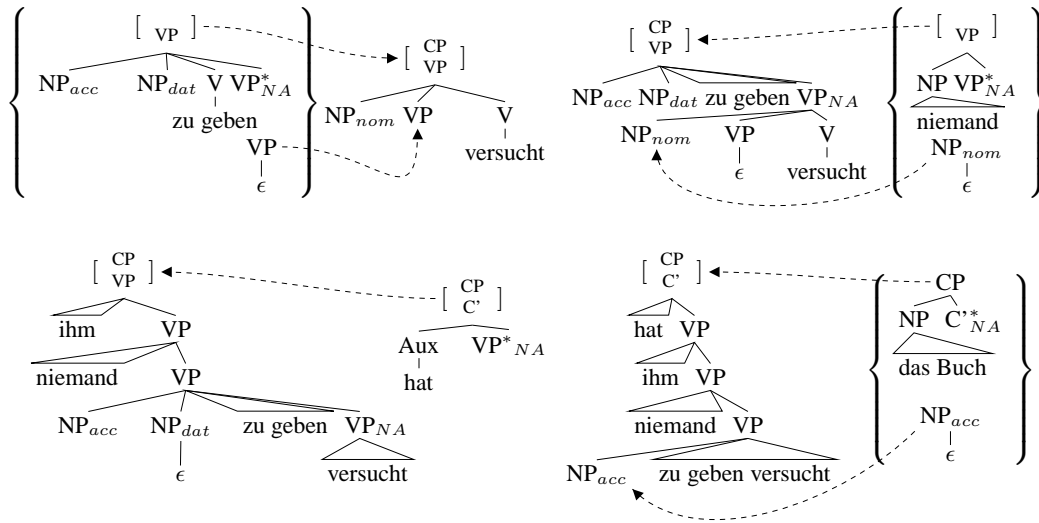 [ VP ]
NP_acc NP_dat V VP*_NA
zu geben
VP
ϵ
[ CP VP ]
NP_nom VP V
versucht
[ CP VP ]
NP_acc NP_dat zu geben VP_NA
NP_nom VP V
ϵ versucht
[ VP ]
NP VP*_NA
niemand
NP_nom
ϵ
[ CP VP ]
ihm VP
niemand VP
NP_acc NP_dat zu geben VP_NA
ϵ versucht
[ CP C' ]
Aux VP*_NA
hat
[ CP C' ]
hat VP
ihm VP
niemand VP
NP_acc zu geben versucht
CP
NP C'*_NA
das Buch
NP_acc
ϵ